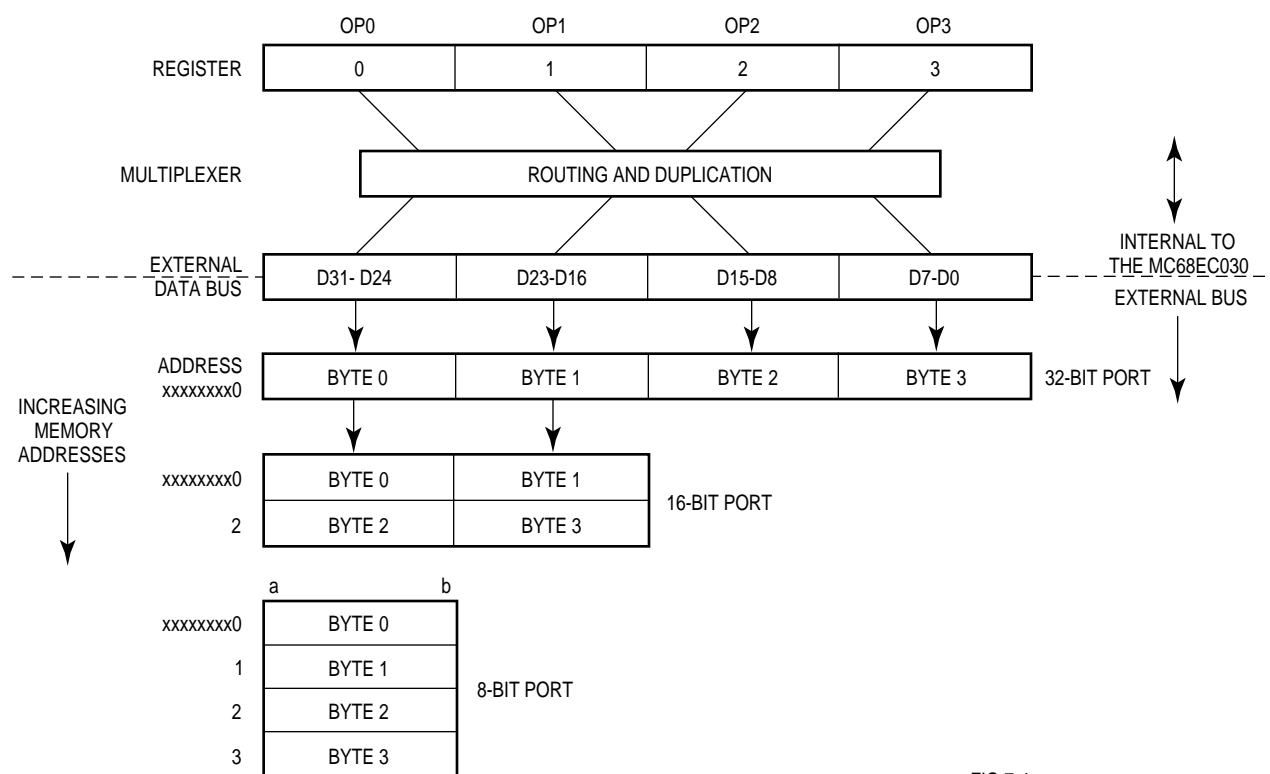 OP0 OP1 OP2 OP3
REGISTER 0 1 2 3
MULTIPLEXER ROUTING AND DUPLICATION
INTERNAL TO
THE MC68EC030
EXTERNAL
DATA BUS
D31- D24 D23-D16 D15-D8 D7-D0
EXTERNAL BUS
ADDRESS
xxxxxxxx0
BYTE 0 BYTE 1 BYTE 2 BYTE 3 32-BIT PORT
INCREASING
MEMORY
ADDRESSES
xxxxxxxx0 BYTE 0 BYTE 1
16-BIT PORT
2 BYTE 2 BYTE 3
a b
xxxxxxxx0 BYTE 0
1 BYTE 1
8-BIT PORT
2 BYTE 2
3 BYTE 3